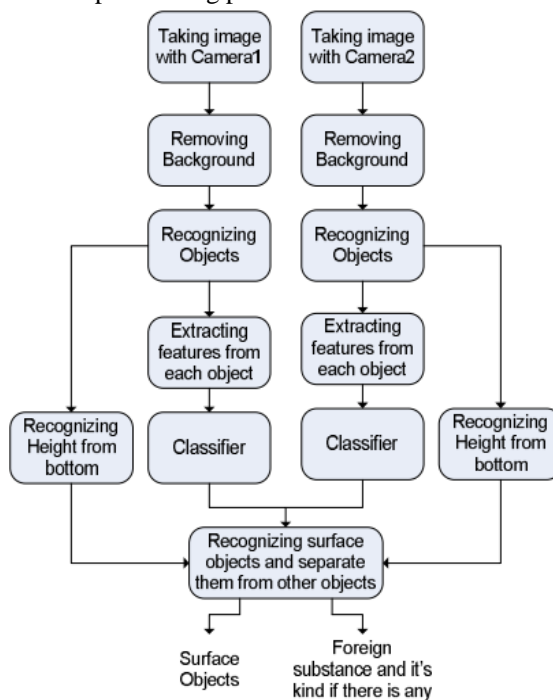 Taking image
with Camera1
Taking image
with Camera2
Removing
Background
Removing
Background
Recognizing
Objects
Recognizing
Objects
Extracting
features from
each object
Extracting
features from
each object
Recognizing
Height from
bottom
Classifier
Classifier
Recognizing
Height from
bottom
Recognizing surface
objects and separate
them from other objects
Surface
Objects
Foreign
substance and it's
kind if there is any